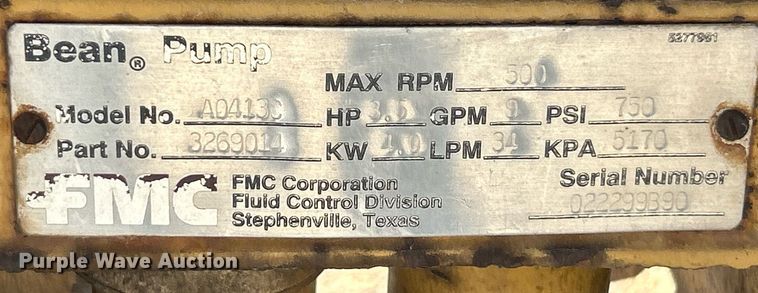 Bean® Pump
5277961
MAX RPM 500
Model No. A0413C HP 3.5 GPM 9 PSI 750
Part No. 3269014 KW 4.0 LPM 34 KPA 5170
FMC
FMC Corporation
Fluid Control Division
Stephenville, Texas
Serial Number
022299390
Purple Wave Auction